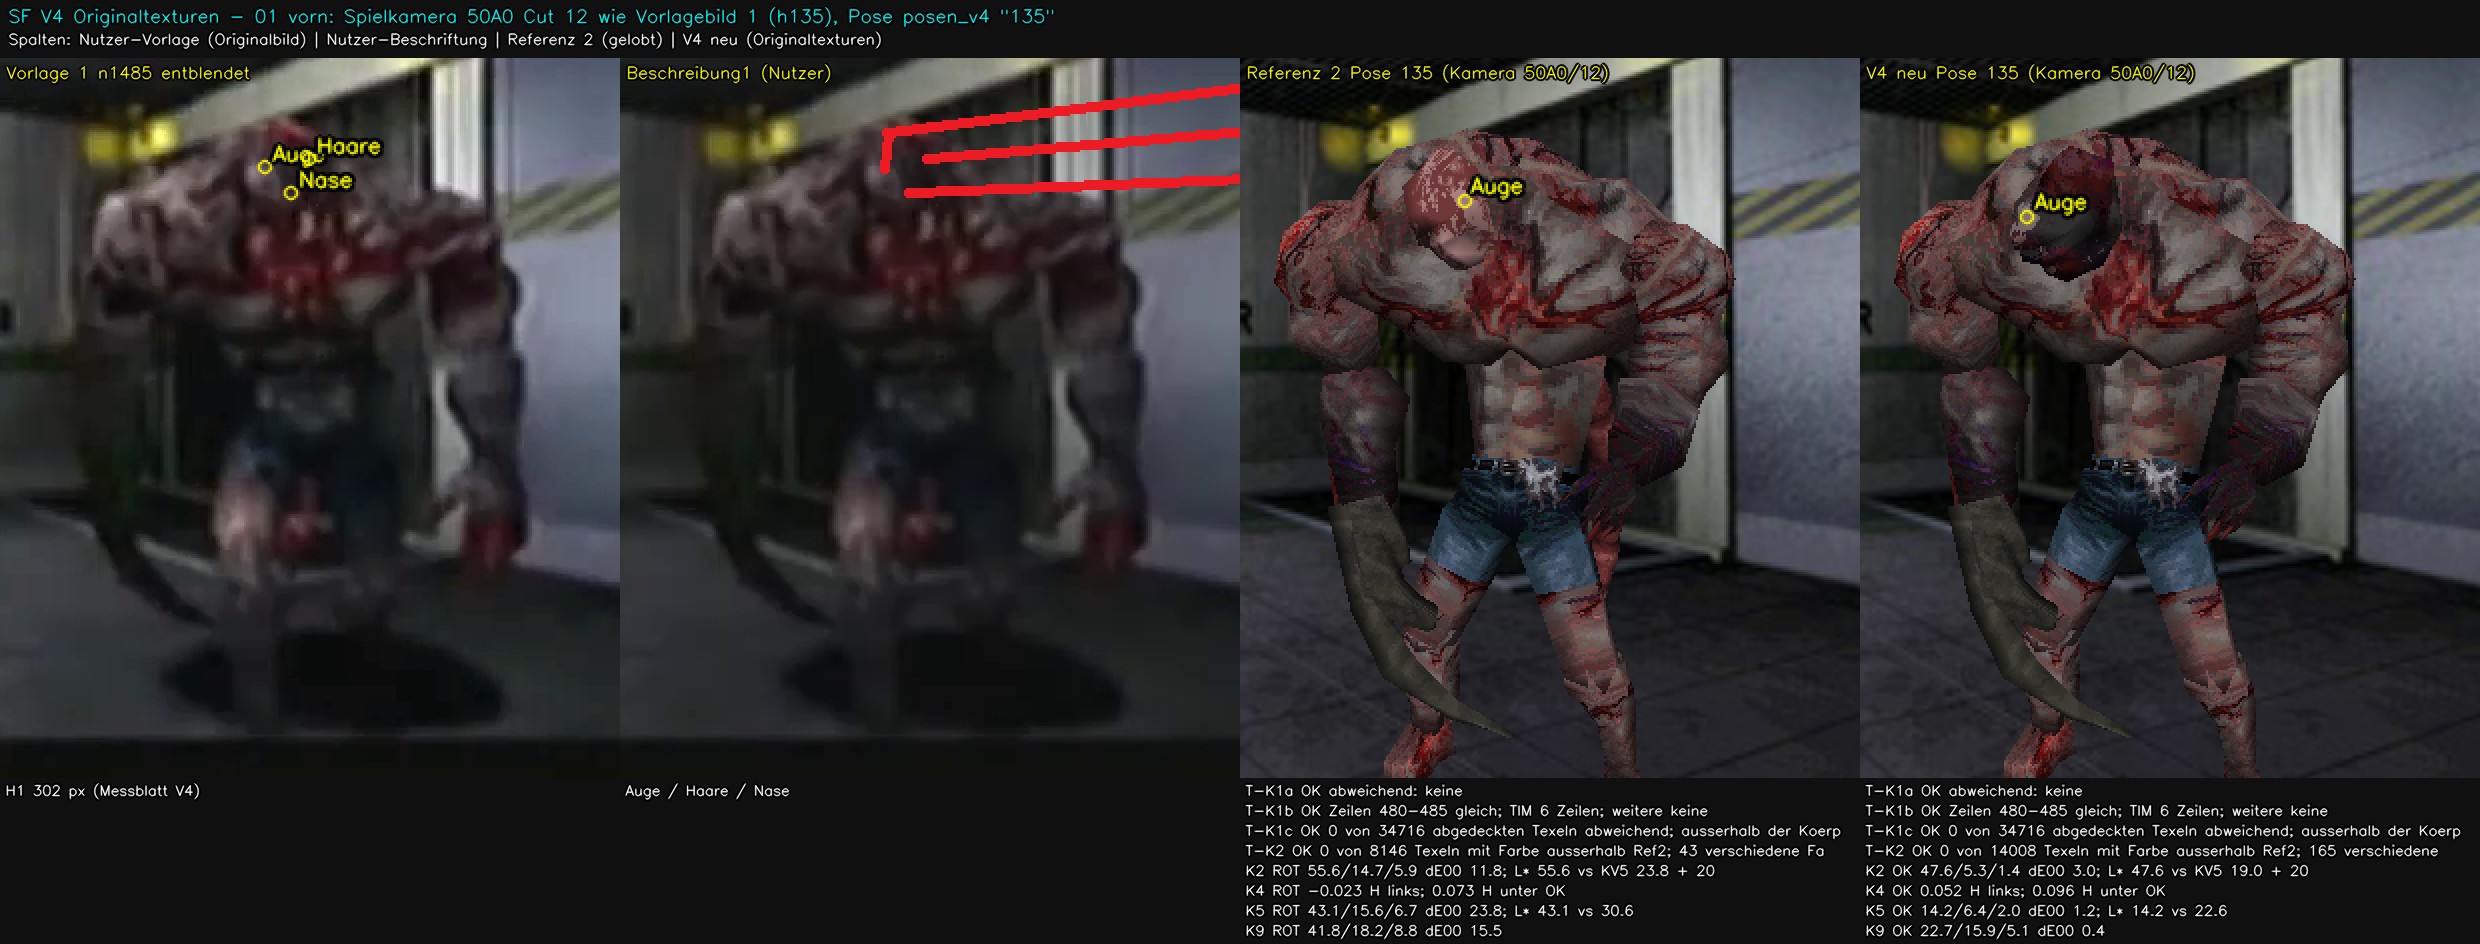 SF V4 Originaltexturen – 01 vorn: Spielkamera 50A0 Cut 12 wie Vorlagebild 1 (h135), Pose posen_v4 "135"
Spalten: Nutzer-Vorlage (Originalbild) | Nutzer-Beschriftung | Referenz 2 (gelobt) | V4 neu (Originaltexturen)
Vorlage 1 n1485 entblendet
Haare
Nase
H1 302 px (Messblatt V4)
Beschreibung1 (Nutzer)
Auge / Haare / Nase
Referenz 2 Pose 135 (Kamera 50A0/12)
Auge
T-K1a OK abweichend: keine
T-K1b OK Zeilen 480-485 gleich; TIM 6 Zeilen; weitere keine
T-K1c OK 0 von 34716 abgedeckten Texeln abweichend; ausserhalb der Koerp
T-K2 OK 0 von 8146 Texeln mit Farbe ausserhalb Ref2; 43 verschiedene Fa
K2 ROT 55.6/14.7/5.9 dE00 11.8; L* 55.6 vs KV5 23.8 + 20
K4 ROT -0.023 H links; 0.073 H unter OK
K5 ROT 43.1/15.6/6.7 dE00 23.8; L* 43.1 vs 30.6
K9 ROT 41.8/18.2/8.8 dE00 15.5
V4 neu Pose 135 (Kamera 50A0/12)
Auge
R
T-K1a OK abweichend: keine
T-K1b OK Zeilen 480-485 gleich; TIM 6 Zeilen; weitere keine
T-K1c OK 0 von 34716 abgedeckten Texeln abweichend; ausserhalb der Koerp
T-K2 OK 0 von 14008 Texeln mit Farbe ausserhalb Ref2; 165 verschiedene
K2 OK 47.6/5.3/1.4 dE00 3.0; L* 47.6 vs KV5 19.0 + 20
K4 OK 0.052 H links; 0.096 H unter OK
K5 OK 14.2/6.4/2.0 dE00 1.2; L* 14.2 vs 22.6
K9 OK 22.7/15.9/5.1 dE00 0.4